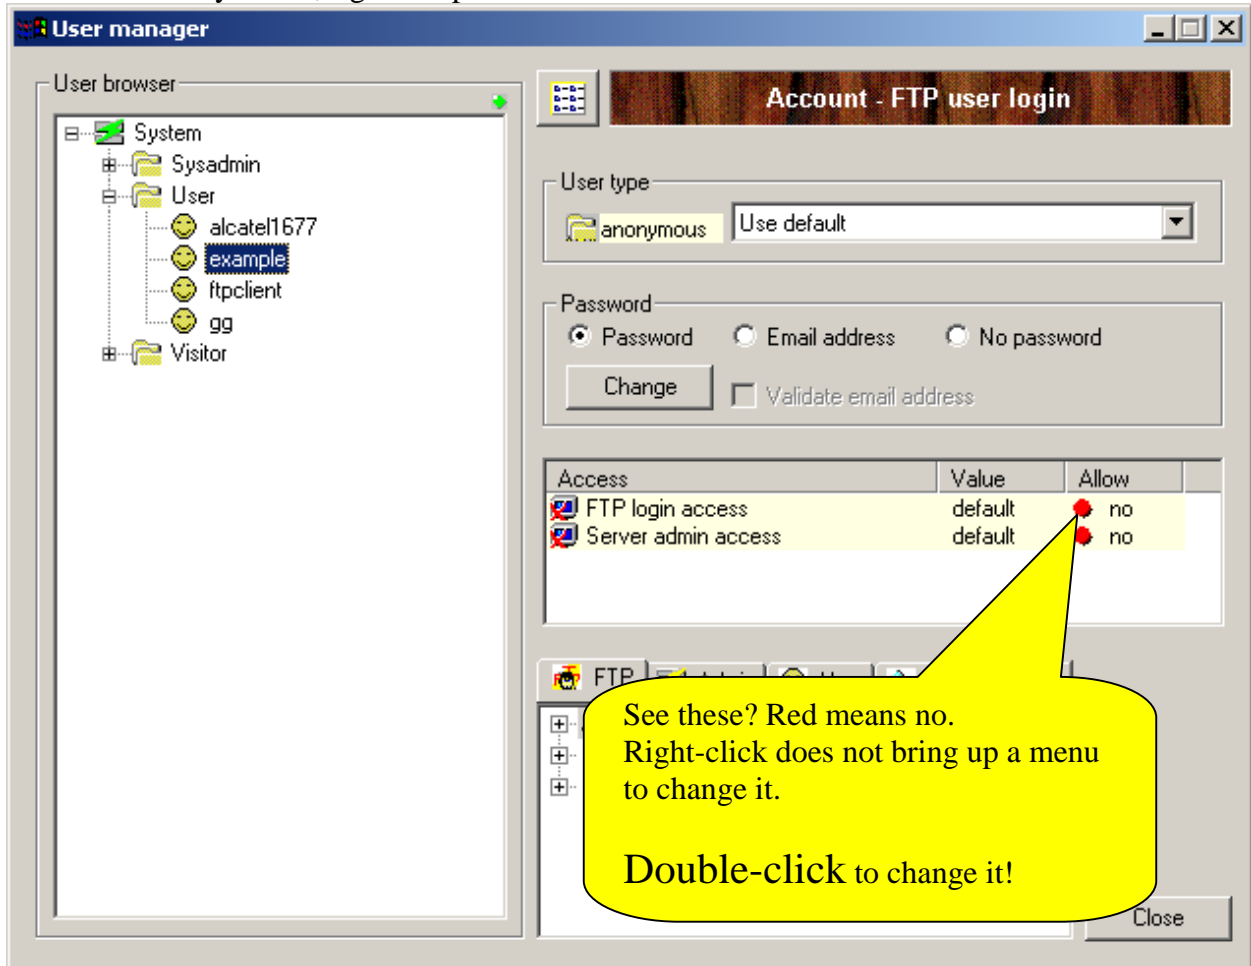 User manager
User browser
System
Sysadmin
User
alcatel1677
example
ftpclient
gg
Visitor
Account - FTP user login
User type
anonymous
Use default
Password
Password Email address No password
Change Validate email address
Access Value Allow
FTP login access default no
Server admin access default no
FTP
See these? Red means no.
Right-click does not bring up a menu
to change it.
Double-click to change it!
Close